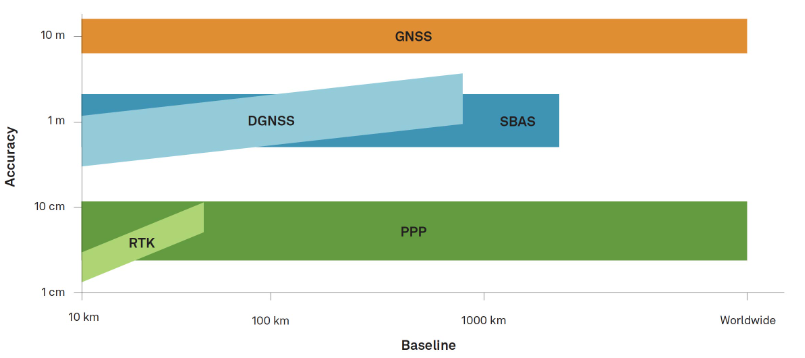 10 m
GNSS
1 m
DGNSS
SBAS
Accuracy
10 cm
PPP
RTK
1 cm
10 km
100 km
1000 km
Worldwide
Baseline